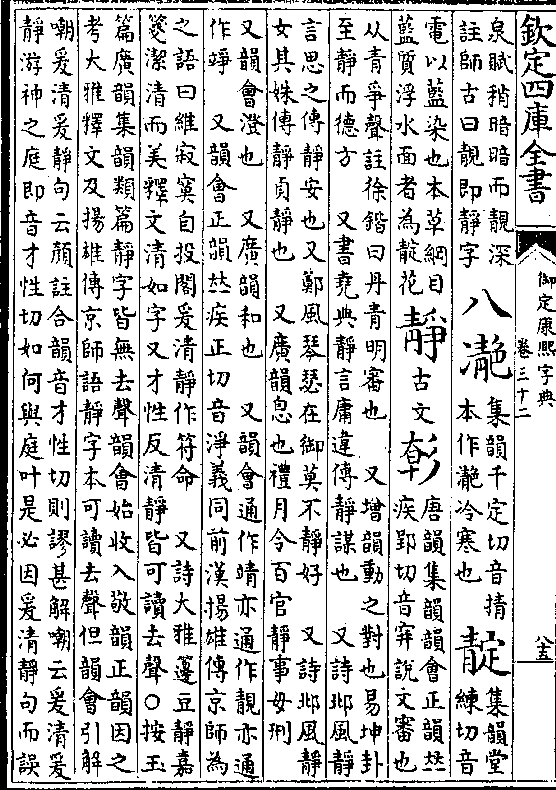 欽定四庫全書
御定康熙字典
卷三十二
泉賦稍暗暗而靚深
註師古曰靚即靜字
八
集韻千定切音掅
冷寒也
靛
集韻堂
練切音
電以藍染也本草綱目
藍質浮水面者為靛花
靜
古文
唐韻集韻韻會正韻𠀤
疾郢切音穽說文審也
从青爭聲註徐鍇曰丹青明審也 又增韻動之對也易坤卦
至靜而德方 又書堯典靜言庸違傳靜謀也 又詩邶風靜
言思之傳靜安也又鄭風琴瑟在御莫不靜好 又詩邶風靜
女其姝傳靜貞靜也 又廣韻息也禮月令百官靜事毋刑
又韻會澄也 又廣韻和也 又韻會通作靖亦通作靚亦通
作竫 又韻會正韻𠀤疾正切音淨義同前漢揚雄傳京師為
之語曰維寂寞自投閣爰清靜作符命 又詩大雅籩豆靜嘉
箋潔清而美釋文清如字又才性反清靜皆可讀去聲○按玉
篇廣韻集韻類篇靜字皆無去聲韻會始收入敬韻正韻因之
考大雅釋文及揚雄傳京師語靜字本可讀去聲但韻會引解
嘲爰清爰靜句云顔註合韻音才性切則謬甚解嘲云爰清爰
靜游神之庭即音才性切如何與庭叶是必因爰清靜句而誤